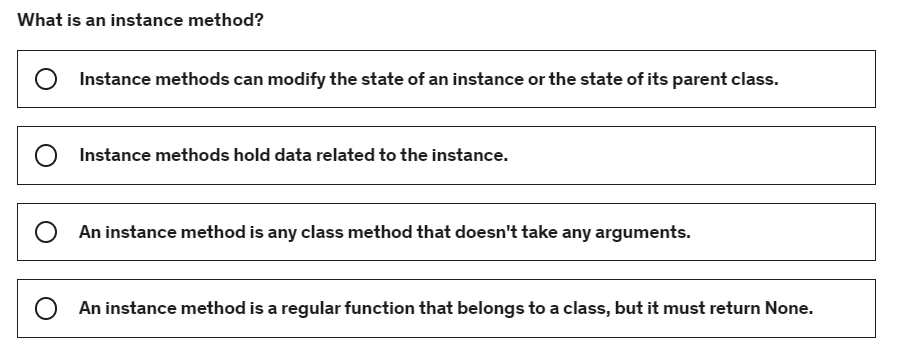 What is an instance method?
Instance methods can modify the state of an instance or the state of its parent class.
Instance methods hold data related to the instance.
An instance method is any class method that doesn't take any arguments.
An instance method is a regular function that belongs to a class, but it must return None.